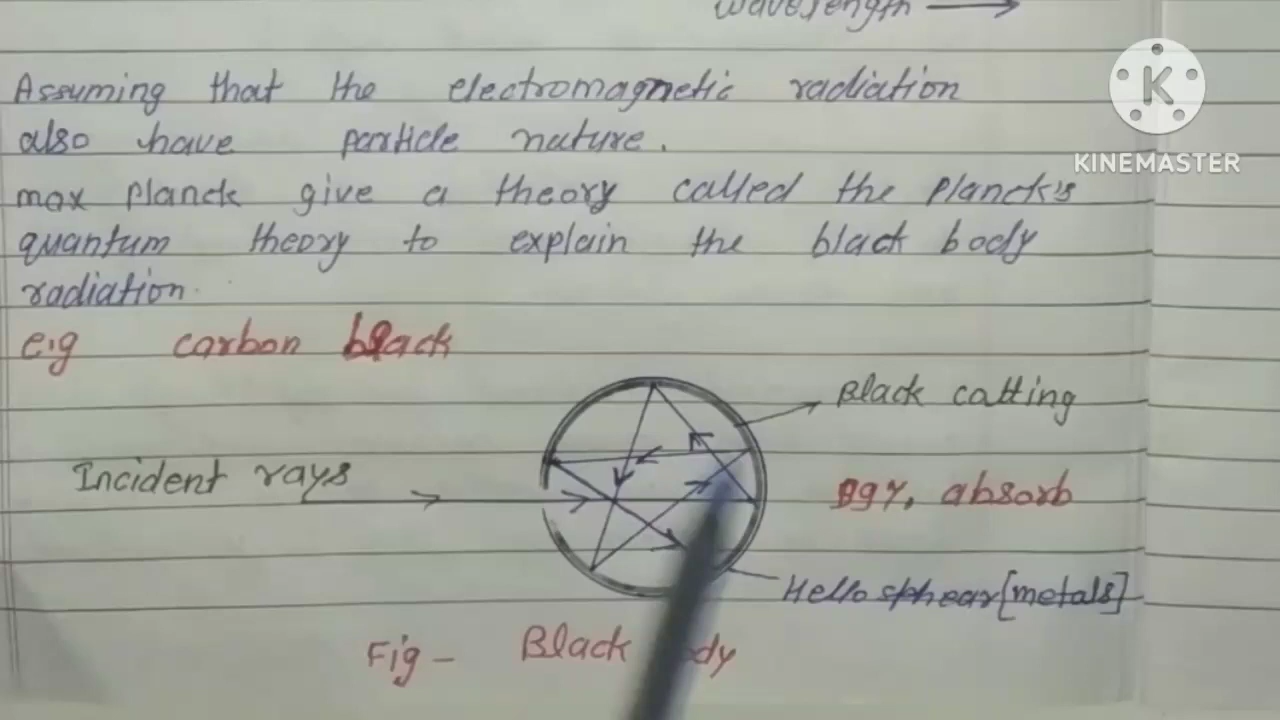 wavelength
Assuming that the electromagnetic radiation
also have particle nature.
max planck give a theory called the planck's
quantum theory to explain the black body
radiation.
e.g carbon black
Black catting
Incident rays
99%, absorb
Hello sphear [metals]
Fig - Black ody
KINEMASTER